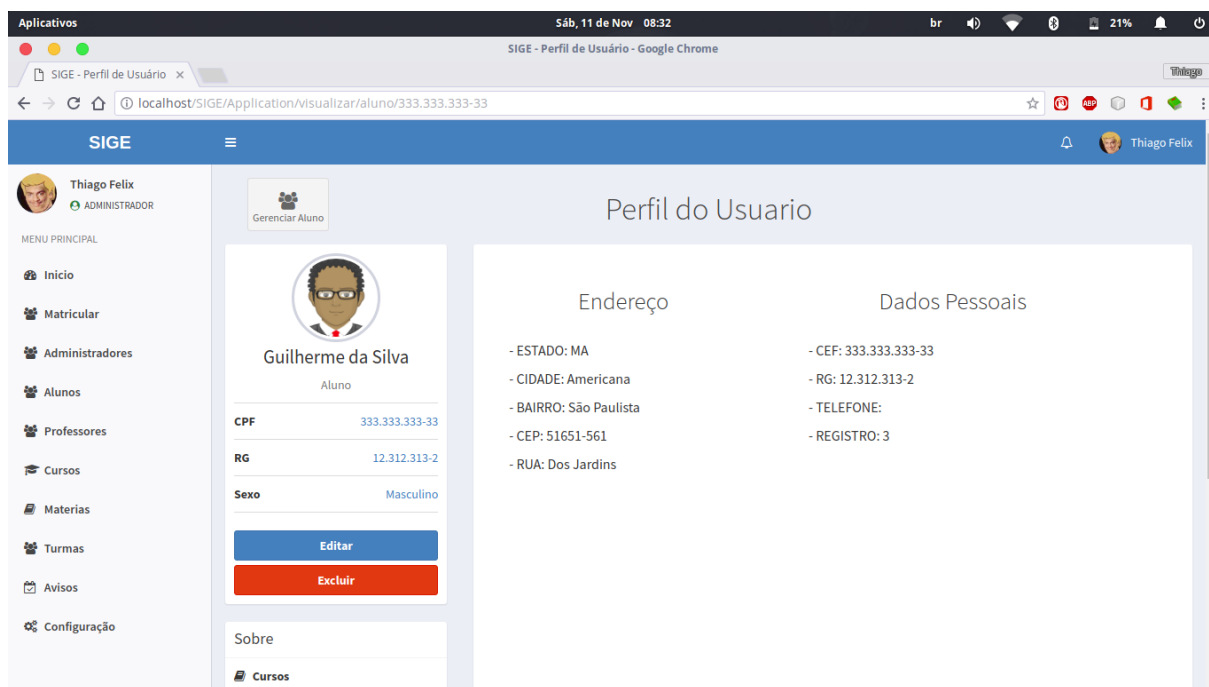 Aplicativos
Sáb, 11 de Nov 08:32
br
21%
SIGE - Perfil de Usuário - Google Chrome
SIGE - Perfil de Usuário
Thiago
localhost/SIGE/Application/visualizar/aluno/333.333.333-33
ABP
SIGE
Thiago Felix
Thiago Felix
ADMINISTRADOR
MENU PRINCIPAL
Inicio
Matricular
Administradores
Alunos
Professores
Cursos
Materias
Turmas
Avisos
Configuração
Gerenciar Aluno
Perfil do Usuario
Guilherme da Silva
Aluno
CPF 333.333.333-33
RG 12.312.313-2
Sexo Masculino
Editar
Excluir
Sobre
Cursos
Endereço
- ESTADO: MA
- CIDADE: Americana
- BAIRRO: São Paulista
- CEP: 51651-561
- RUA: Dos Jardins
Dados Pessoais
- CEF: 333.333.333-33
- RG: 12.312.313-2
- TELEFONE:
- REGISTRO: 3